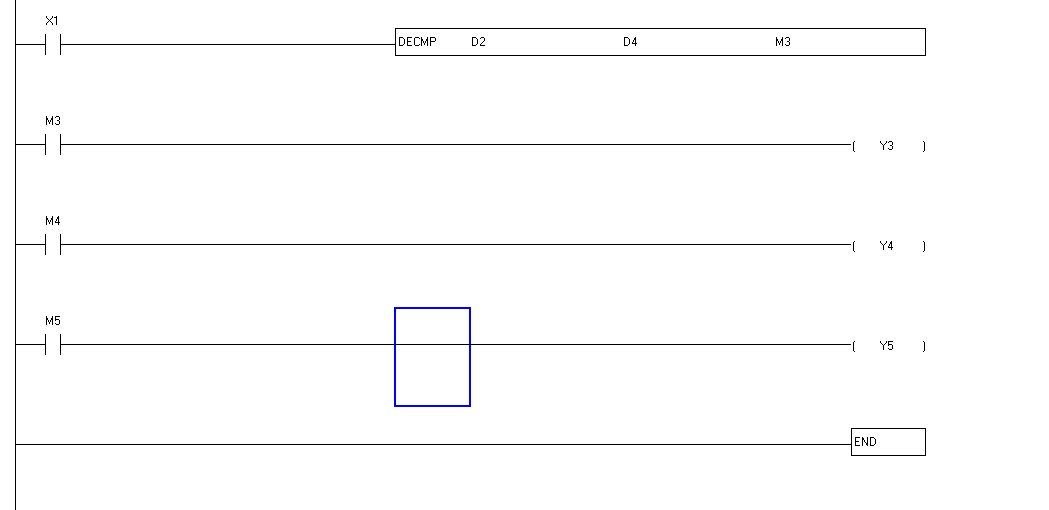 X1
DECMP D2 D4 M3
M3
( Y3 )
M4
( Y4 )
M5
( Y5 )
END